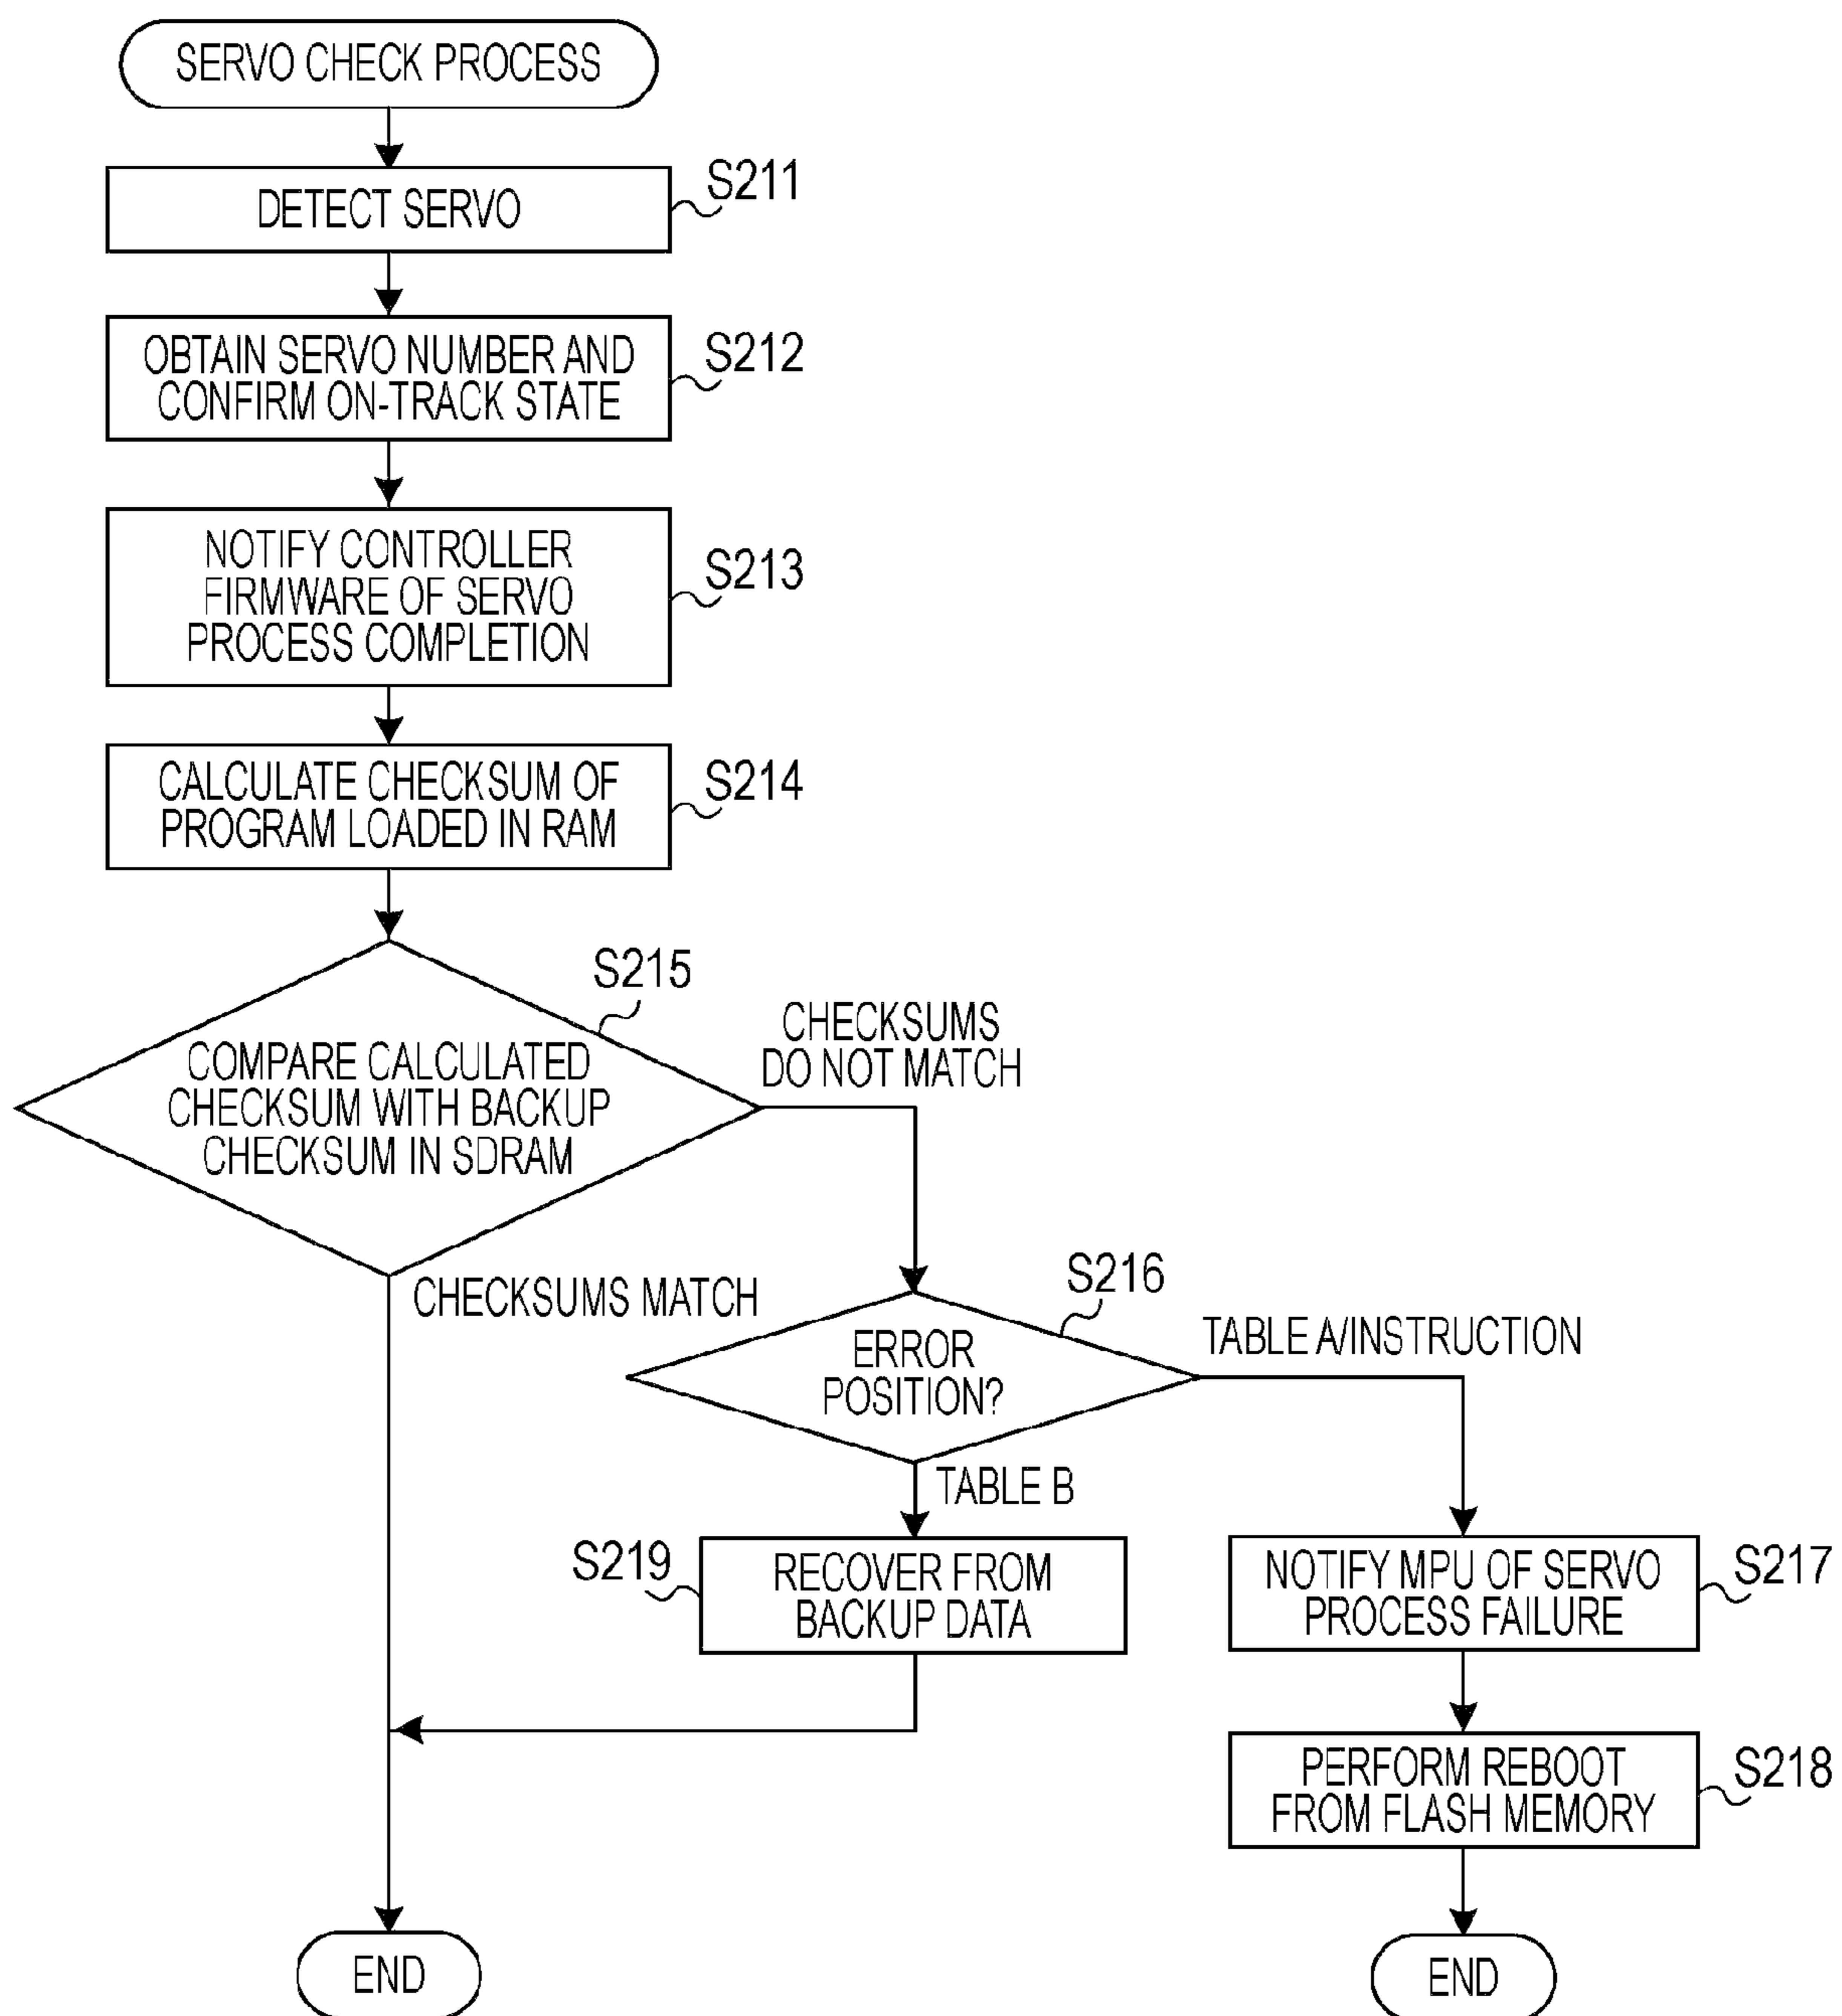 SERVO CHECK PROCESS
DETECT SERVO
S211
OBTAIN SERVO NUMBER AND
CONFIRM ON-TRACK STATE
S212
NOTIFY CONTROLLER
FIRMWARE OF SERVO
PROCESS COMPLETION
S213
CALCULATE CHECKSUM OF
PROGRAM LOADED IN RAM
S214
S215
COMPARE CALCULATED
CHECKSUM WITH BACKUP
CHECKSUM IN SDRAM
CHECKSUMS
DO NOT MATCH
CHECKSUMS MATCH
S216
ERROR
POSITION?
TABLE A/INSTRUCTION
TABLE B
S219
RECOVER FROM
BACKUP DATA
NOTIFY MPU OF SERVO
PROCESS FAILURE
S217
PERFORM REBOOT
FROM FLASH MEMORY
S218
END
END